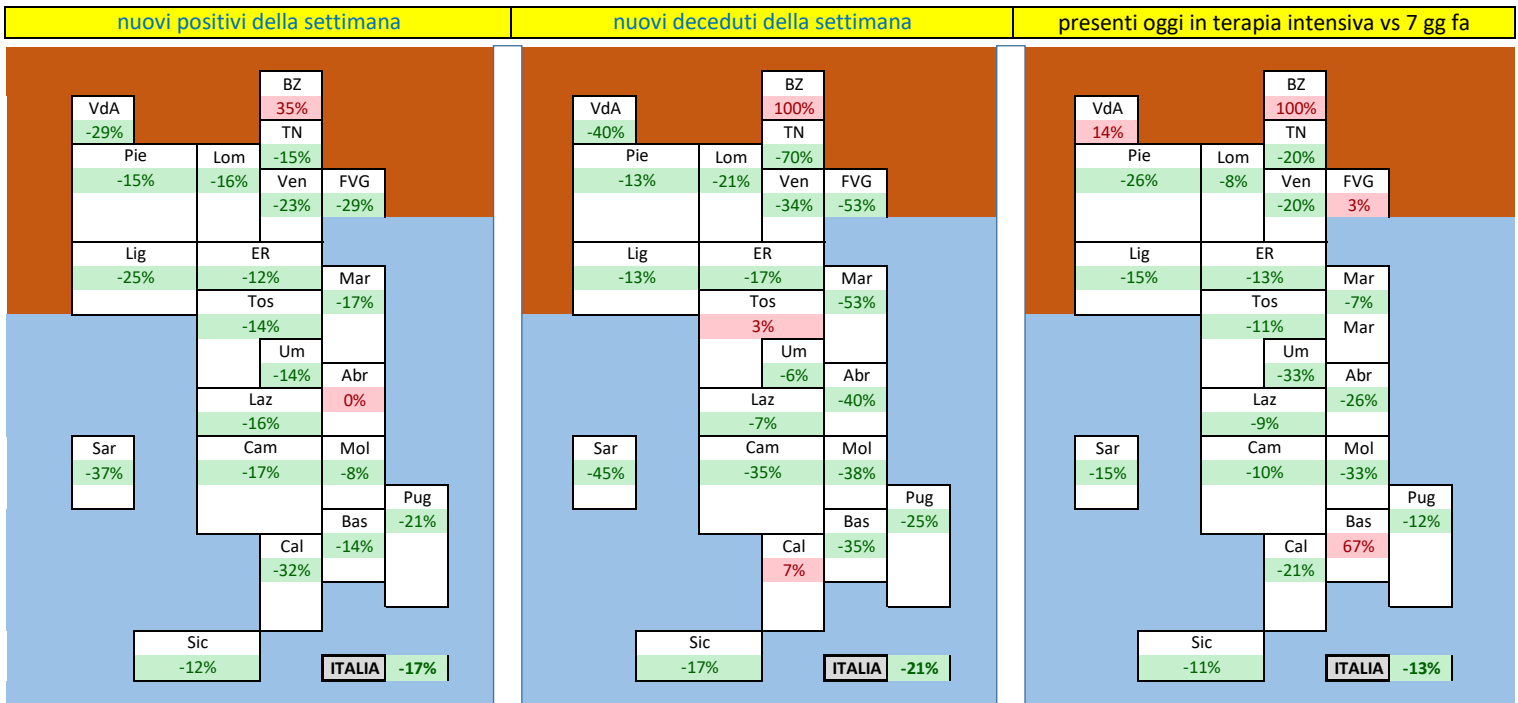 nuovi positivi della settimana
nuovi deceduti della settimana
presenti oggi in terapia intensiva vs 7 gg fa
BZ
VdA 35%
-29% TN
Pie Lom -15%
-15% -16% Ven FVG
-23% -29%
Lig ER
-25% -12% Mar
Tos -17%
-14%
Um
-14% Abr
Laz 0%
-16%
Sar Cam Mol
-37% -17% -8%
Pug
Bas -21%
Cal -14%
-32%
Sic
-12% ITALIA -17%
BZ
VdA 100%
-40% TN
Pie Lom -70%
-13% -21% Ven FVG
-34% -53%
Lig ER
-13% -17% Mar
Tos -53%
3%
Um
-6% Abr
Laz -40%
-7%
Sar Cam Mol
-45% -35% -38%
Pug
Bas -25%
Cal -35%
7%
Sic
-17% ITALIA -21%
BZ
VdA 100%
14% TN
Pie Lom -20%
-26% -8% Ven FVG
-20% 3%
Lig ER
-15% -13% Mar
Tos -7%
-11% Mar
Um
-33% Abr
Laz -26%
-9%
Sar Cam Mol
-15% -10% -33%
Pug
Bas -12%
Cal 67%
-21%
Sic
-11% ITALIA -13%